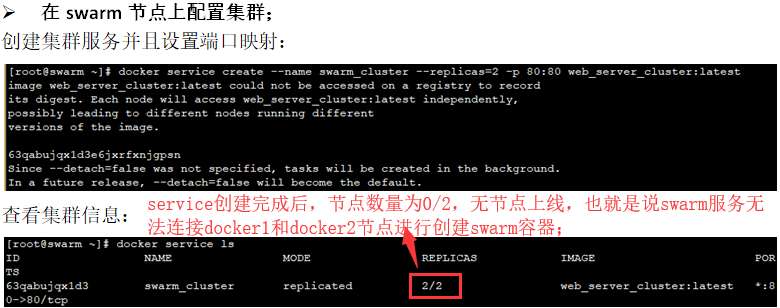 ➢ 在 swarm 节点上配置集群；
创建集群服务并且设置端口映射：
[root@swarm ~]# docker service create --name swarm_cluster --replicas=2 -p 80:80 web_server_cluster:latest
image web_server_cluster:latest could not be accessed on a registry to record
its digest. Each node will access web_server_cluster:latest independently,
possibly leading to different nodes running different
versions of the image.
63qabujqx1d3e6jxrfxnjgpsn
Since --detach=false was not specified, tasks will be created in the background.
In a future release, --detach=false will become the default.
service创建完成后，节点数量为0/2，无节点上线，也就是说swarm服务无
查看集群信息：
法连接docker1和docker2节点进行创建swarm容器；
[root@swarm ~]# docker service ls
ID NAME MODE REPLICAS IMAGE POR
TS
63qabujqx1d3 swarm_cluster replicated 2/2 web_server_cluster:latest *:8
0->80/tcp